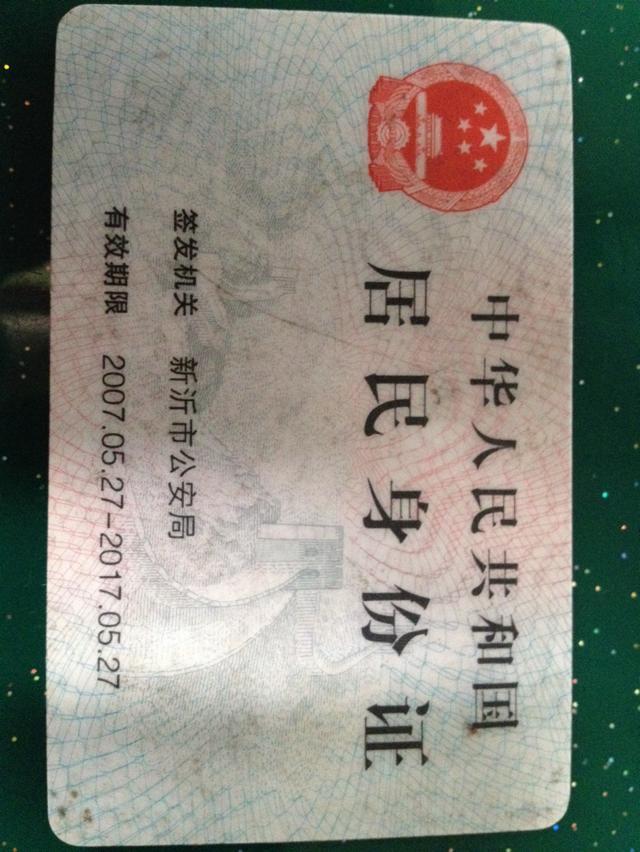 中华人民共和国
居民身份证
签发机关 新沂市公安局
有效期限 2007.05.27-2017.05.27